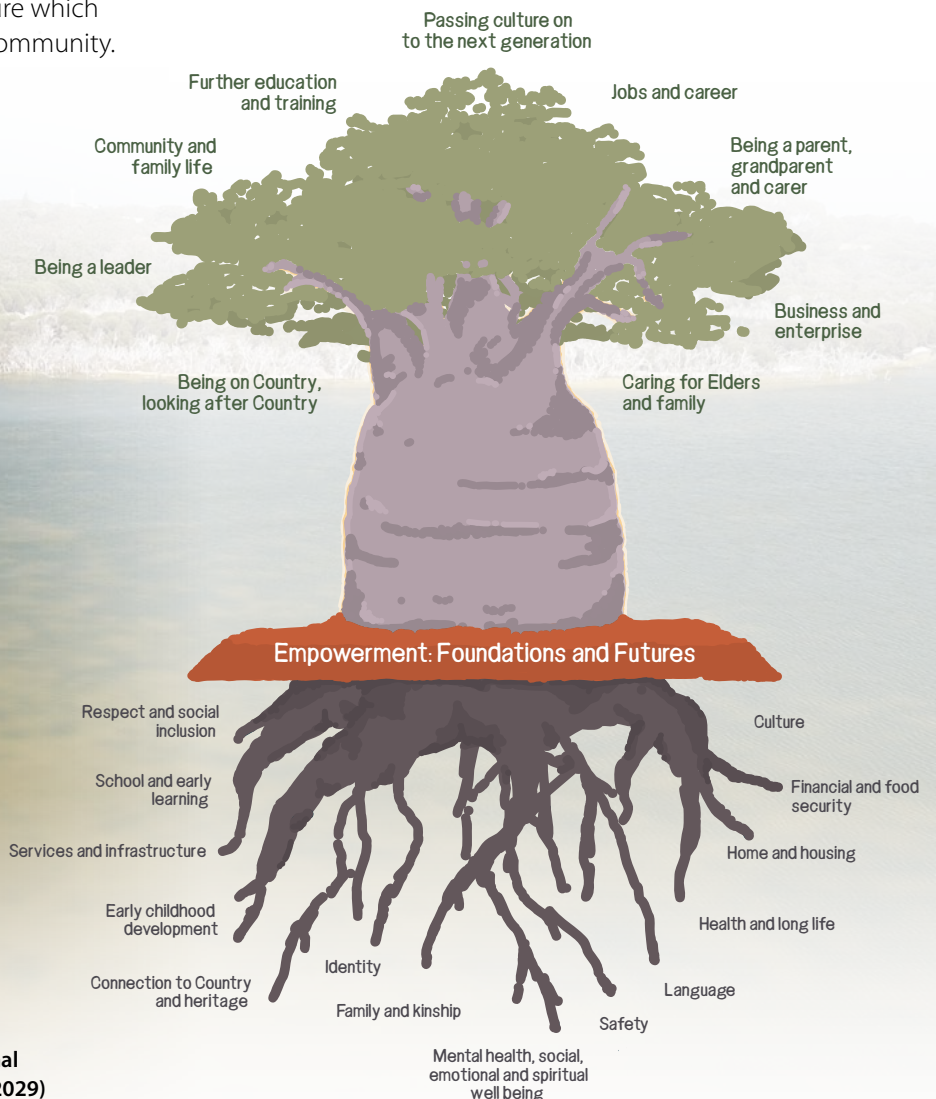 ure which
ommunity.
Passing culture on
to the next generation
Further education
and training
Jobs and career
Community and
family life
Being a parent,
grandparent
and carer
Being a leader
Business and
enterprise
Being on Country,
looking after Country
Caring for Elders
and family
Empowerment: Foundations and Futures
Respect and social
inclusion
Culture
School and early
learning
Financial and food
security
Services and infrastructure
Home and housing
Early childhood
development
Health and long life
Identity
Connection to Country
and heritage
Language
Family and kinship
Safety
Mental health, social,
emotional and spiritual
well being
al
2029)